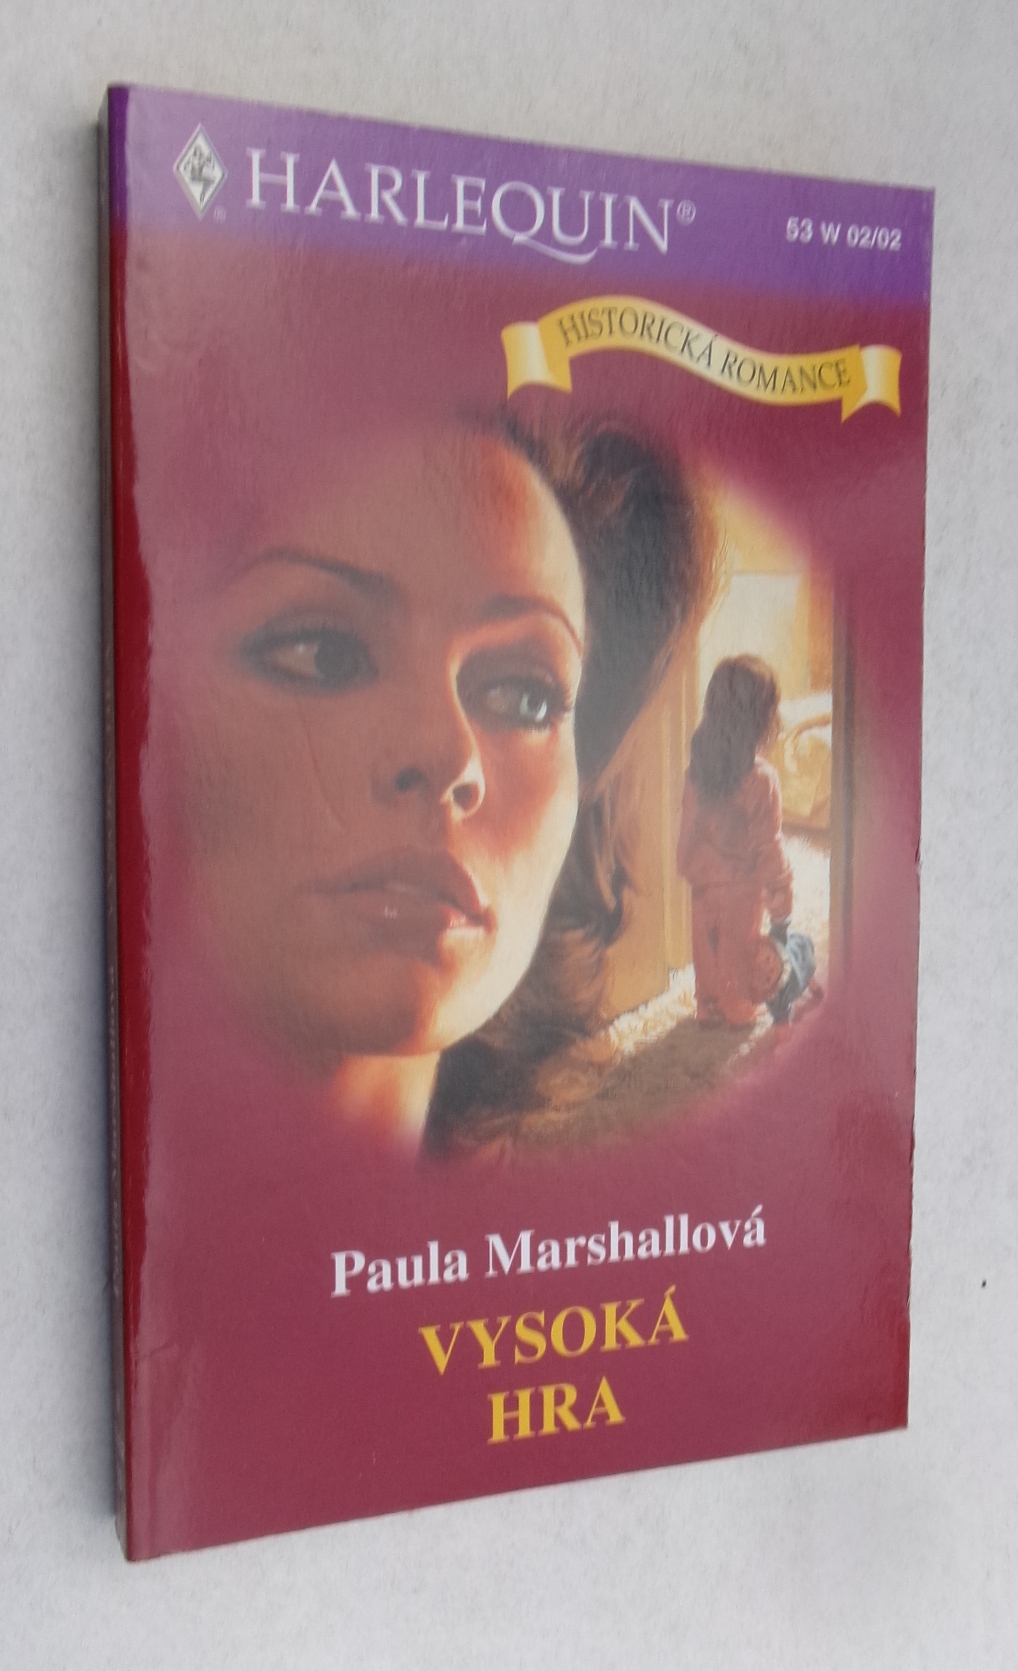 HARLEQUIN®
53 W 02/02
HISTORICKÁ ROMANCE
Paula Marshallová
VYSOKÁ
HRA